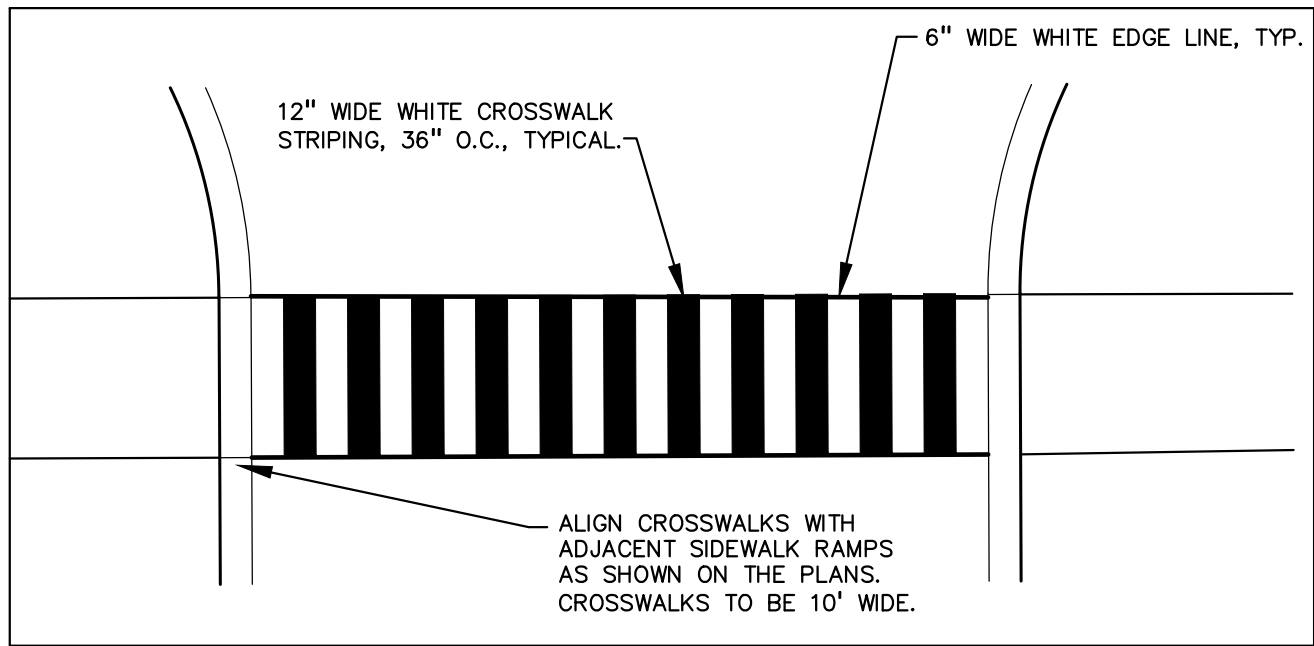 6" WIDE WHITE EDGE LINE, TYP.
12" WIDE WHITE CROSSWALK
STRIPING, 36" O.C., TYPICAL.
ALIGN CROSSWALKS WITH
ADJACENT SIDEWALK RAMPS
AS SHOWN ON THE PLANS.
CROSSWALKS TO BE 10' WIDE.